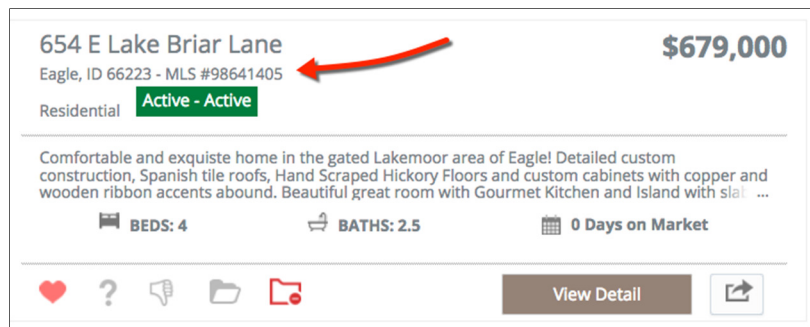 654 E Lake Briar Lane
$679,000
Eagle, ID 66223 - MLS #98641405
Residential Active - Active
Comfortable and exquiste home in the gated Lakemoor area of Eagle! Detailed custom
construction, Spanish tile roofs, Hand Scraped Hickory Floors and custom cabinets with copper and
wooden ribbon accents abound. Beautiful great room with Gourmet Kitchen and Island with slab ...
BEDS: 4 BATHS: 2.5 0 Days on Market
View Detail